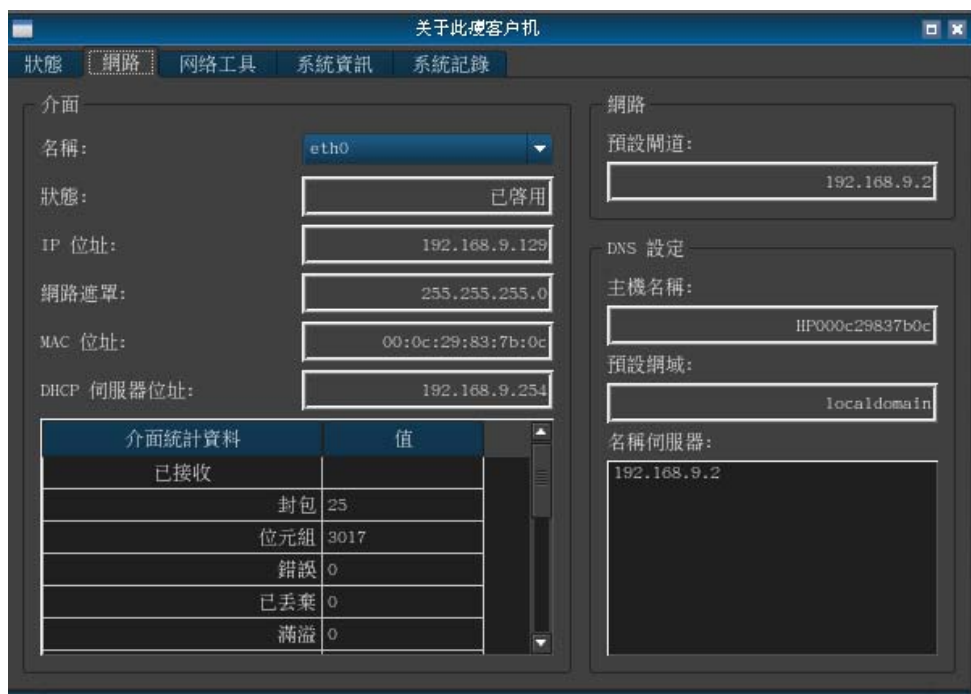 关于此瘦客户机
狀態 網路 网络工具 系統資訊 系統記錄
介面
名稱: eth0
狀態: 已啓用
IP 位址: 192.168.9.129
網路遮罩: 255.255.255.0
MAC 位址: 00:0c:29:83:7b:0c
DHCP 伺服器位址: 192.168.9.254
介面統計資料 值
已接收
封包 25
位元組 3017
錯誤 0
已丟棄 0
滿溢 0
網路
預設閘道:
192.168.9.2
DNS 設定
主機名稱:
HP000c29837b0c
預設網域:
localdomain
名稱伺服器:
192.168.9.2